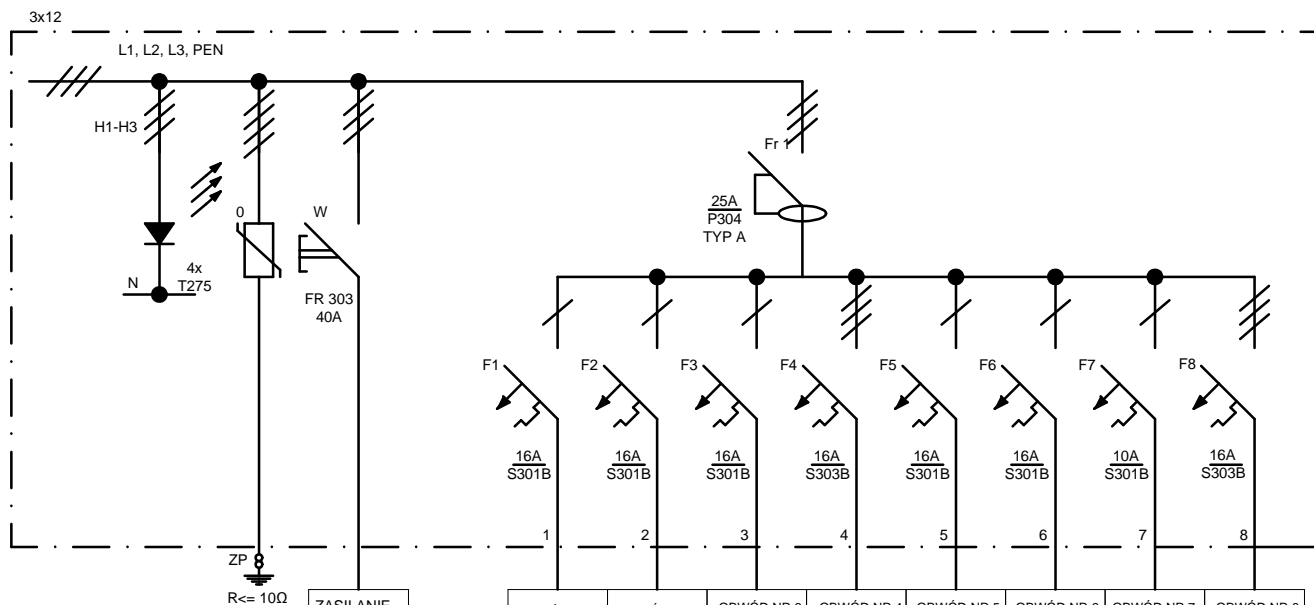 3x12
L1, L2, L3, PEN
H1-H3
Fr 1
25A
P304
TYP A
0
W
N
4x
T275
FR 303
40A
F1
F2
F3
F4
F5
F6
F7
F8
16A
S301B
16A
S301B
16A
S301B
16A
S303B
16A
S301B
16A
S301B
10A
S301B
16A
S303B
1
2
3
4
5
6
7
8
ZP
R<= 10Ω
ZASILANIE